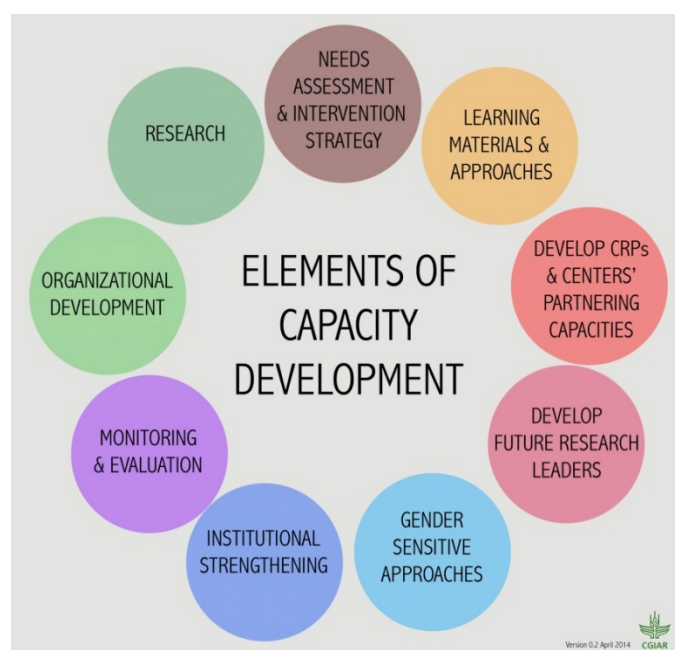 NEEDS
ASSESSMENT
& INTERVENTION
STRATEGY
LEARNING
MATERIALS &
APPROACHES
DEVELOP CRPs
& CENTERS'
PARTNERING
CAPACITIES
DEVELOP
FUTURE RESEARCH
LEADERS
GENDER
SENSITIVE
APPROACHES
INSTITUTIONAL
STRENGTHENING
MONITORING
& EVALUATION
ORGANIZATIONAL
DEVELOPMENT
RESEARCH
ELEMENTS OF
CAPACITY
DEVELOPMENT
Version 0.2 April 2014
CGIAR